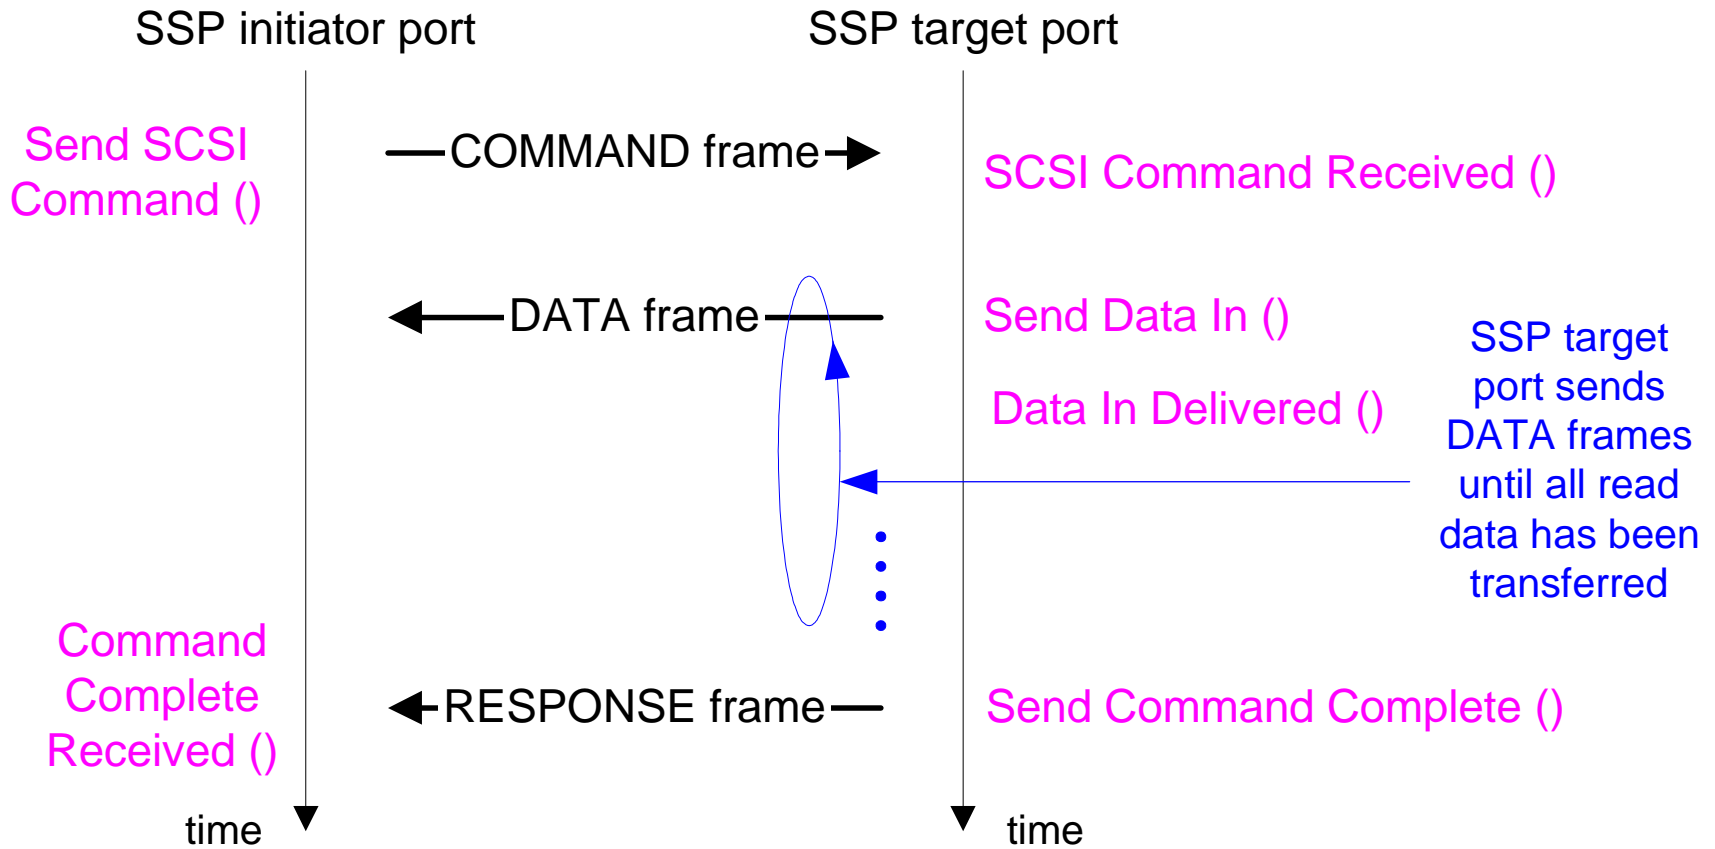 SSP initiator port
SSP target port
Send SCSI
Command ()
COMMAND frame
SCSI Command Received ()
DATA frame
Send Data In ()
Data In Delivered ()
SSP target
port sends
DATA frames
until all read
data has been
transferred
Command
Complete
Received ()
RESPONSE frame
Send Command Complete ()
time
time